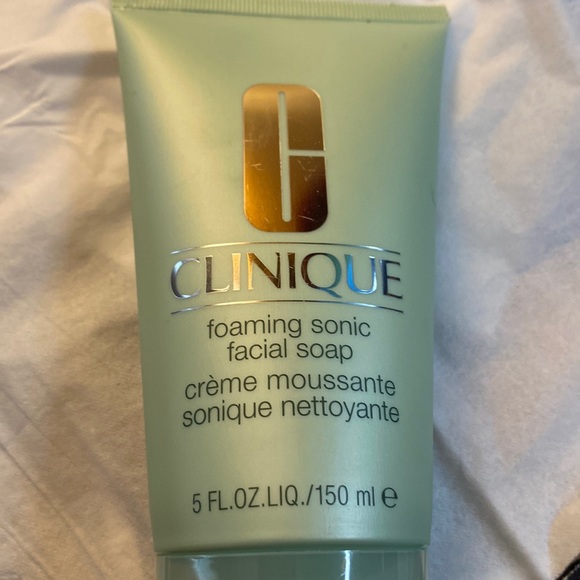 C
CLINIQUE
foaming sonic
facial soap
crème moussante
sonique nettoyante
5 FL.OZ.LIQ./150 ml ℮